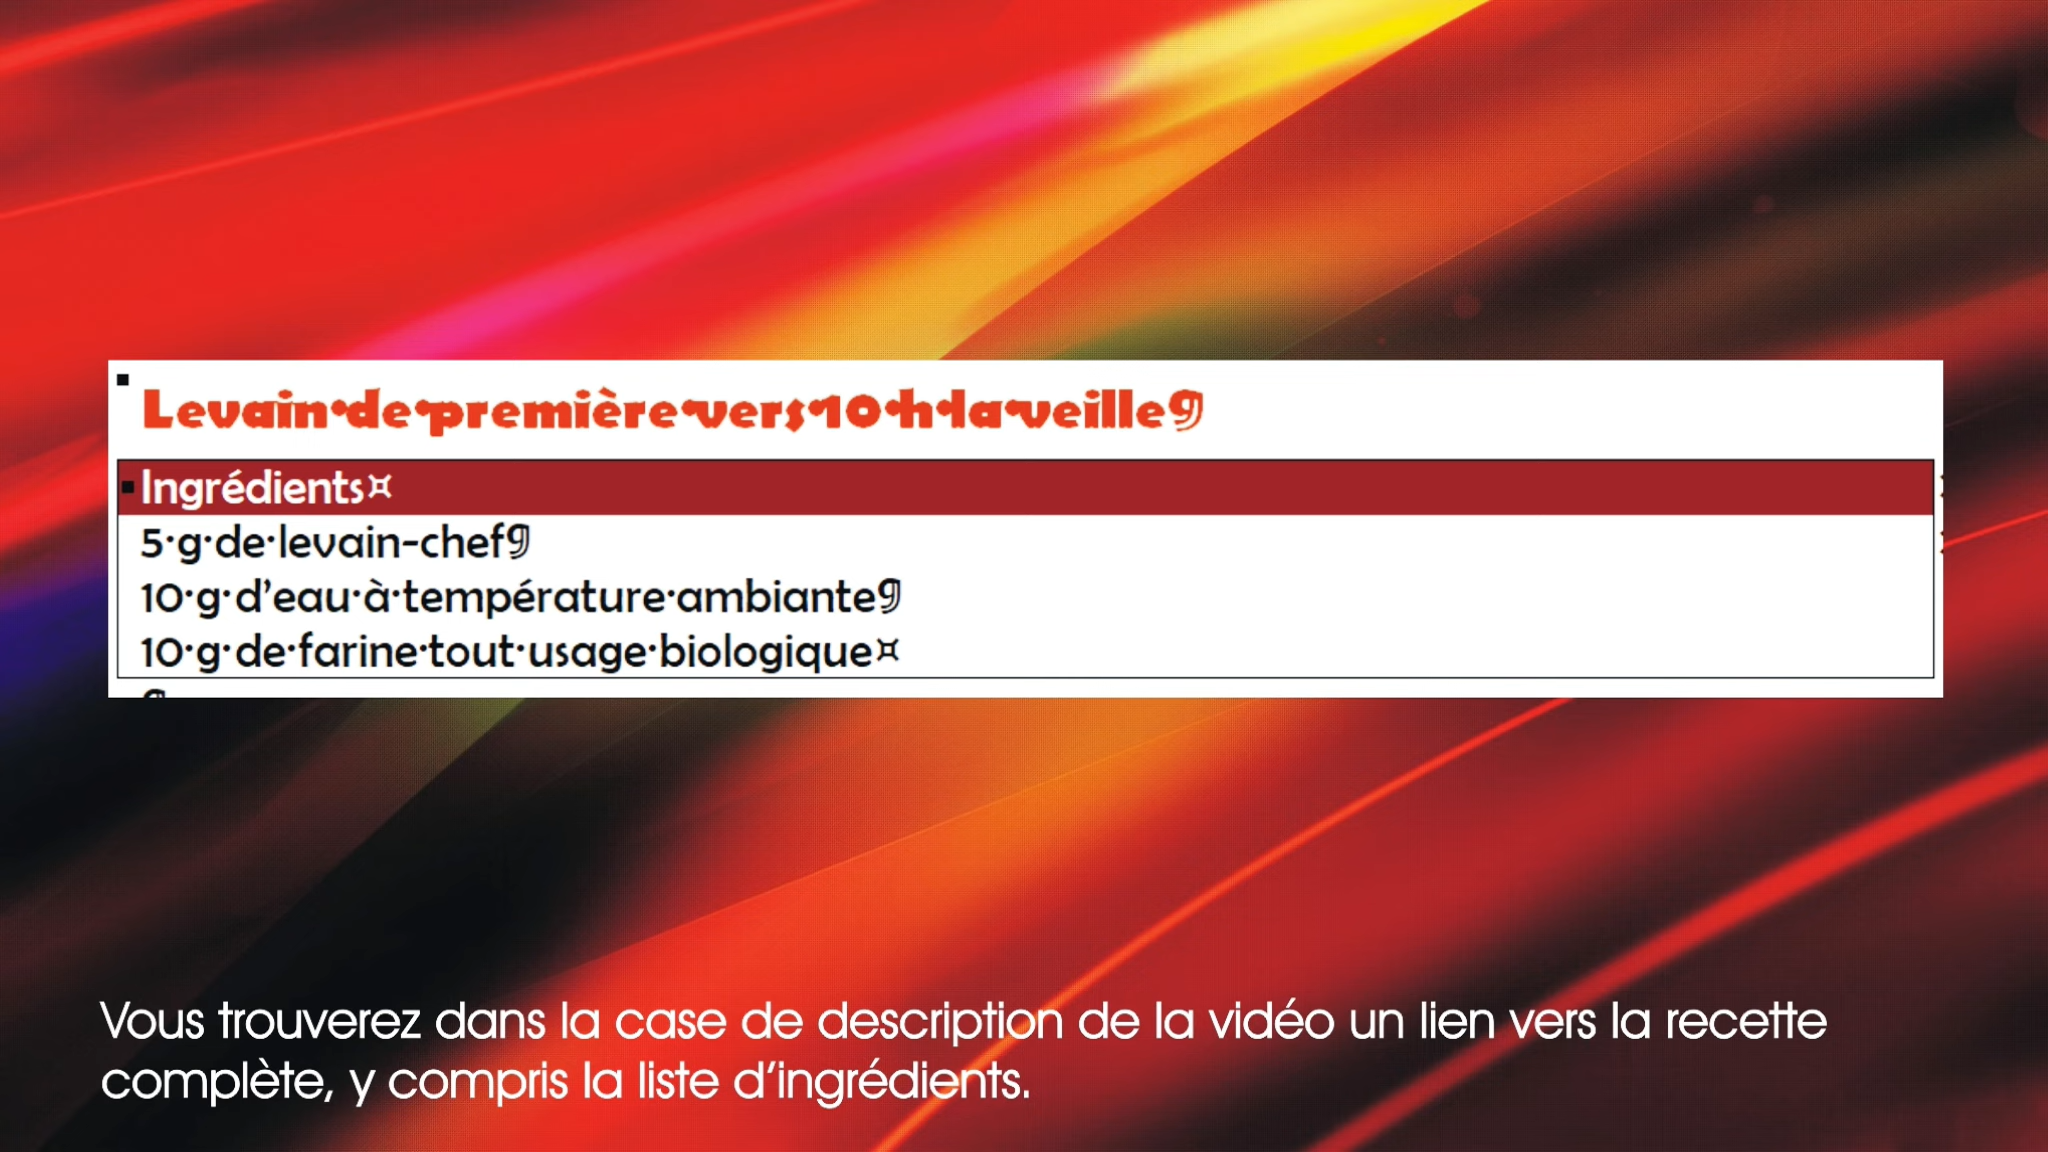 Levain de première vers 10 h la veille¶
Ingrédients¤
5·g·de·levain-chef¶
10·g·d’eau·à·température·ambiante¶
10·g·de·farine·tout·usage·biologique¤
¶
Vous trouverez dans la case de description de la vidéo un lien vers la recette
complète, y compris la liste d’ingrédients.